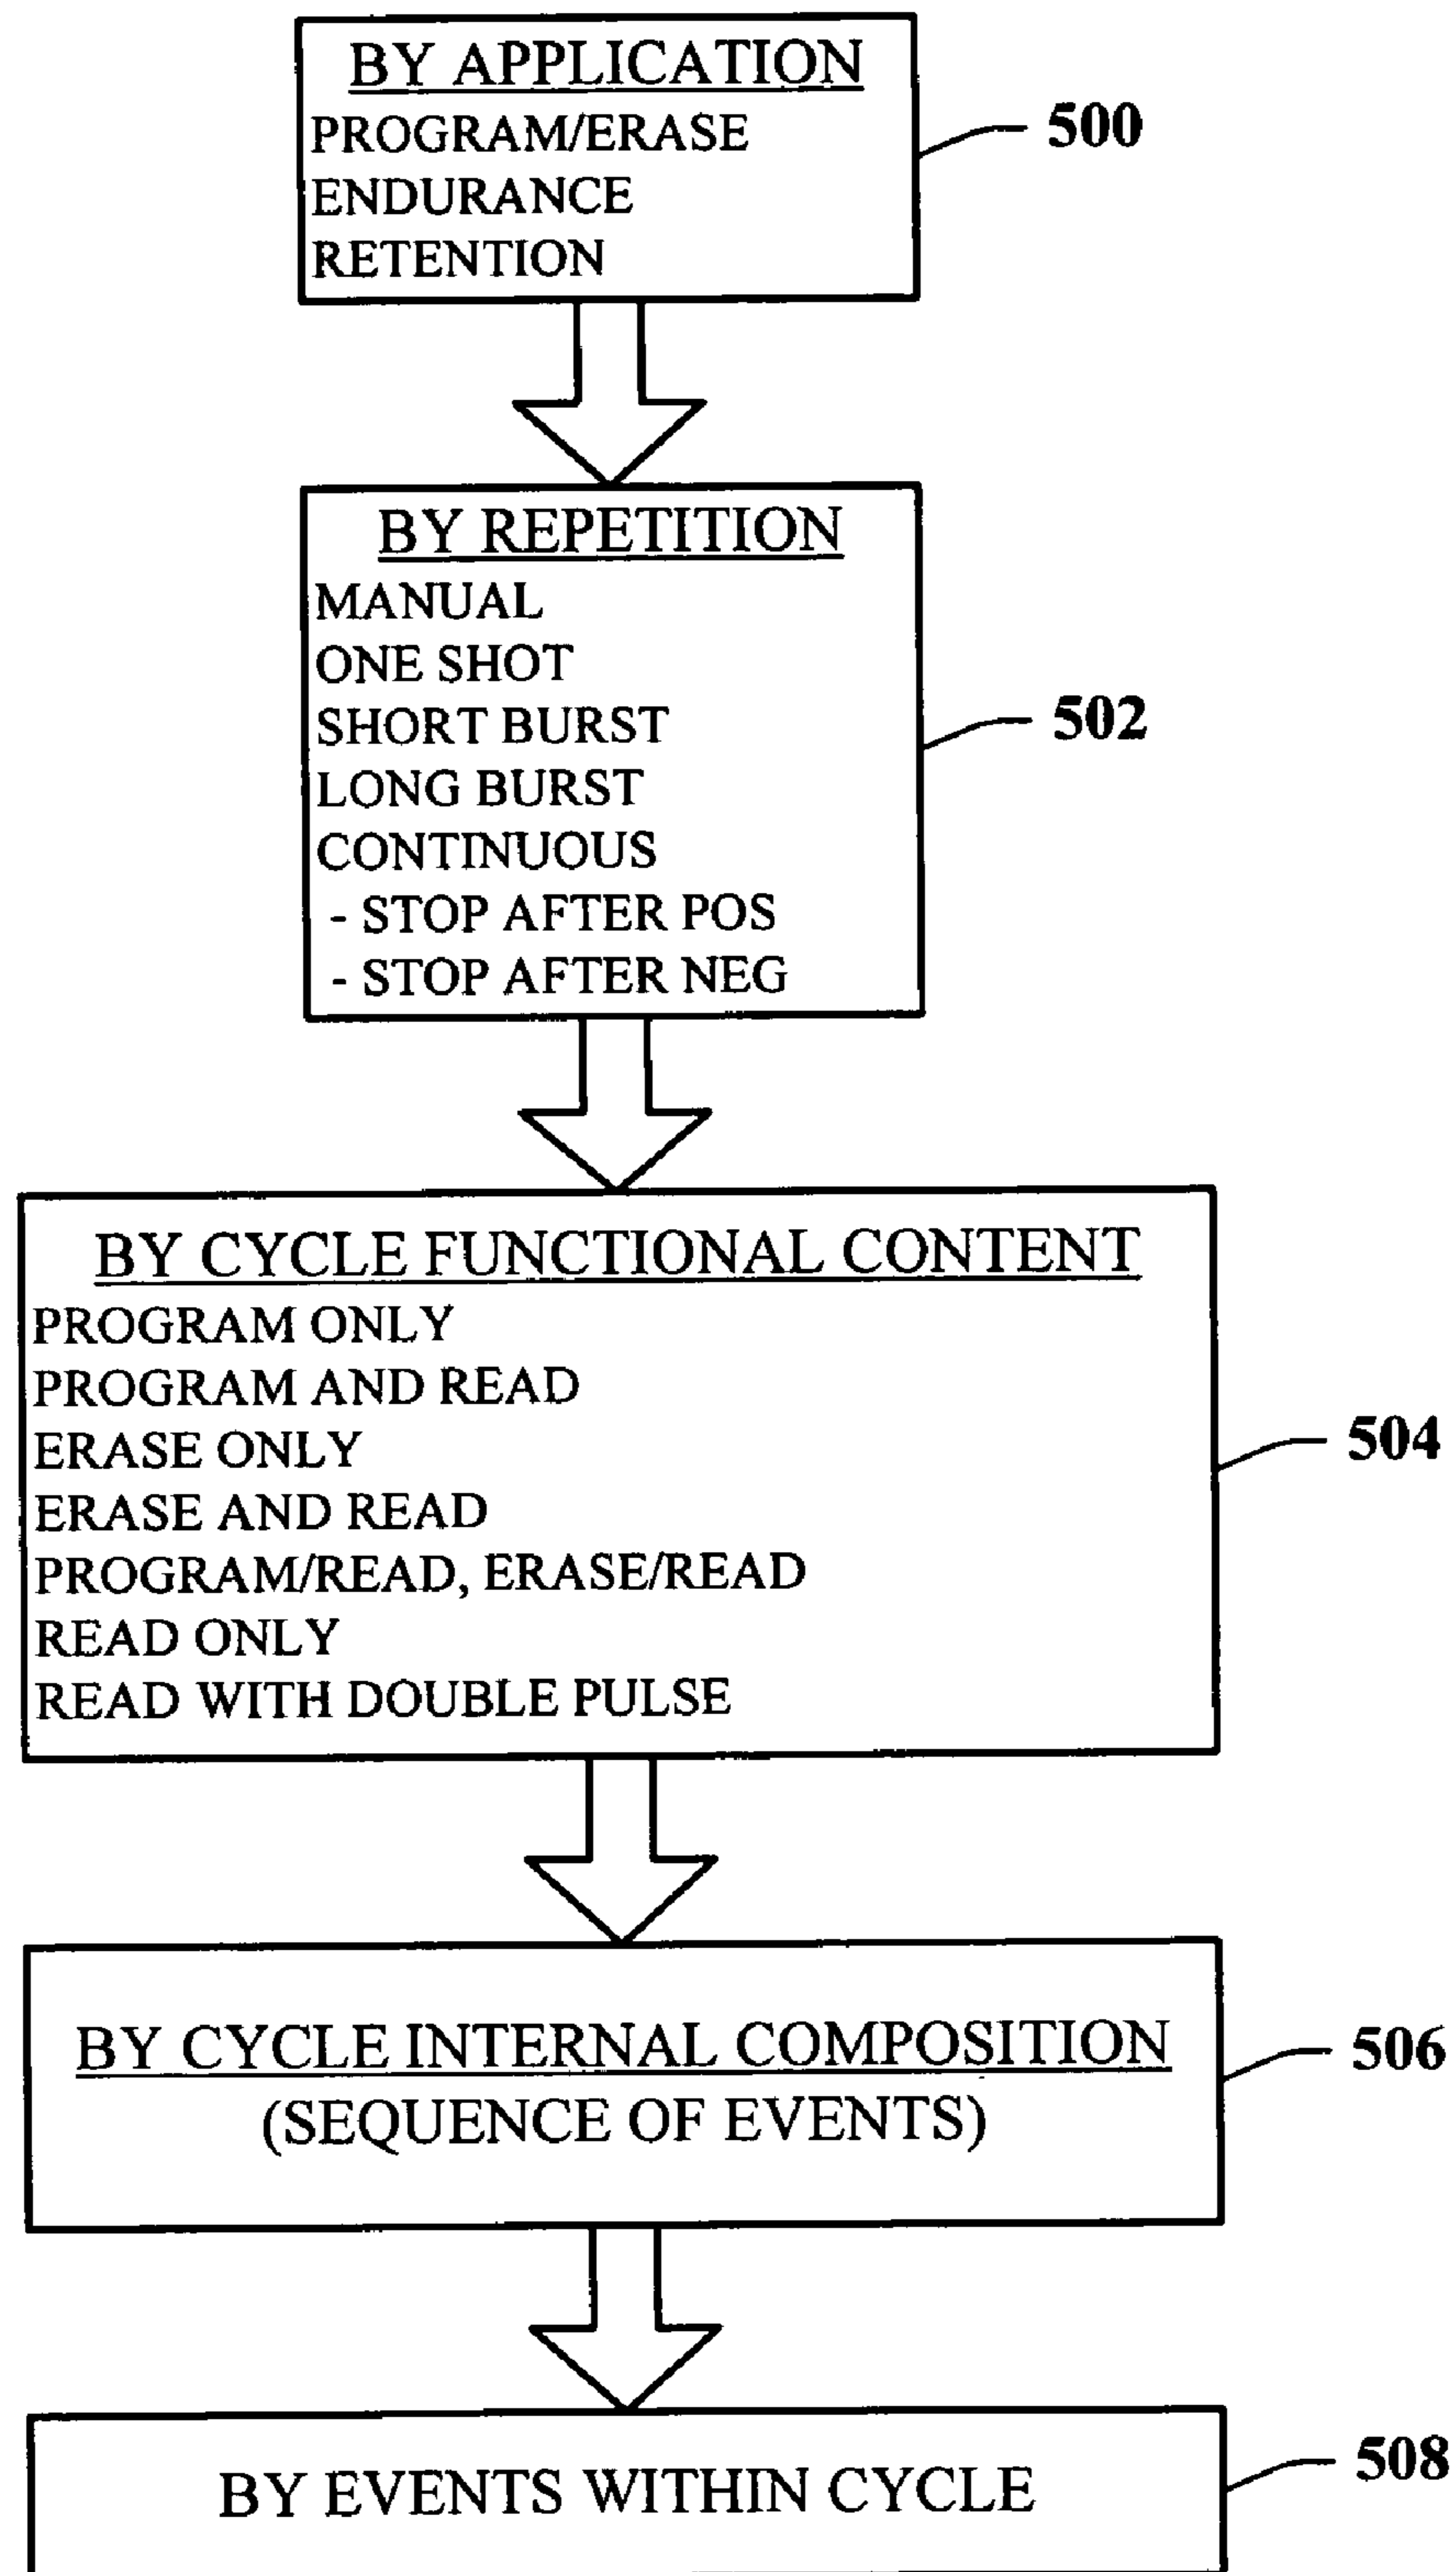 BY APPLICATION
PROGRAM/ERASE
ENDURANCE
RETENTION
500
BY REPETITION
MANUAL
ONE SHOT
SHORT BURST
LONG BURST
CONTINUOUS
- STOP AFTER POS
- STOP AFTER NEG
502
BY CYCLE FUNCTIONAL CONTENT
PROGRAM ONLY
PROGRAM AND READ
ERASE ONLY
ERASE AND READ
PROGRAM/READ, ERASE/READ
READ ONLY
READ WITH DOUBLE PULSE
504
BY CYCLE INTERNAL COMPOSITION
(SEQUENCE OF EVENTS)
506
BY EVENTS WITHIN CYCLE
508